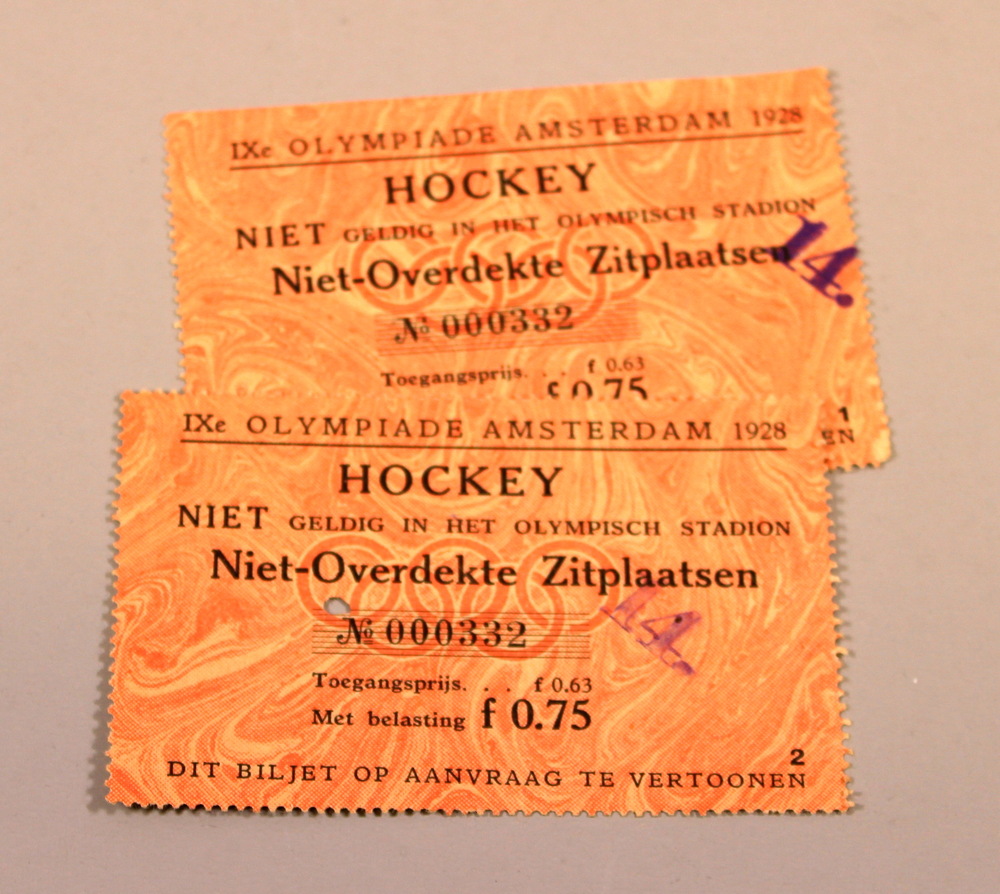 IXe OLYMPIADE AMSTERDAM 1928
HOCKEY
NIET GELDIG IN HET OLYMPISCH STADION
Niet-Overdekte Zitplaatsen
14.
№ 000332
Toegangsprijs. . . f 0.63
f 0.75
1
EN
IXe OLYMPIADE AMSTERDAM 1928
HOCKEY
NIET GELDIG IN HET OLYMPISCH STADION
Niet-Overdekte Zitplaatsen
14.
№ 000332
Toegangsprijs. . . f 0.63
Met belasting f 0.75
2
DIT BILJET OP AANVRAAG TE VERTOONEN